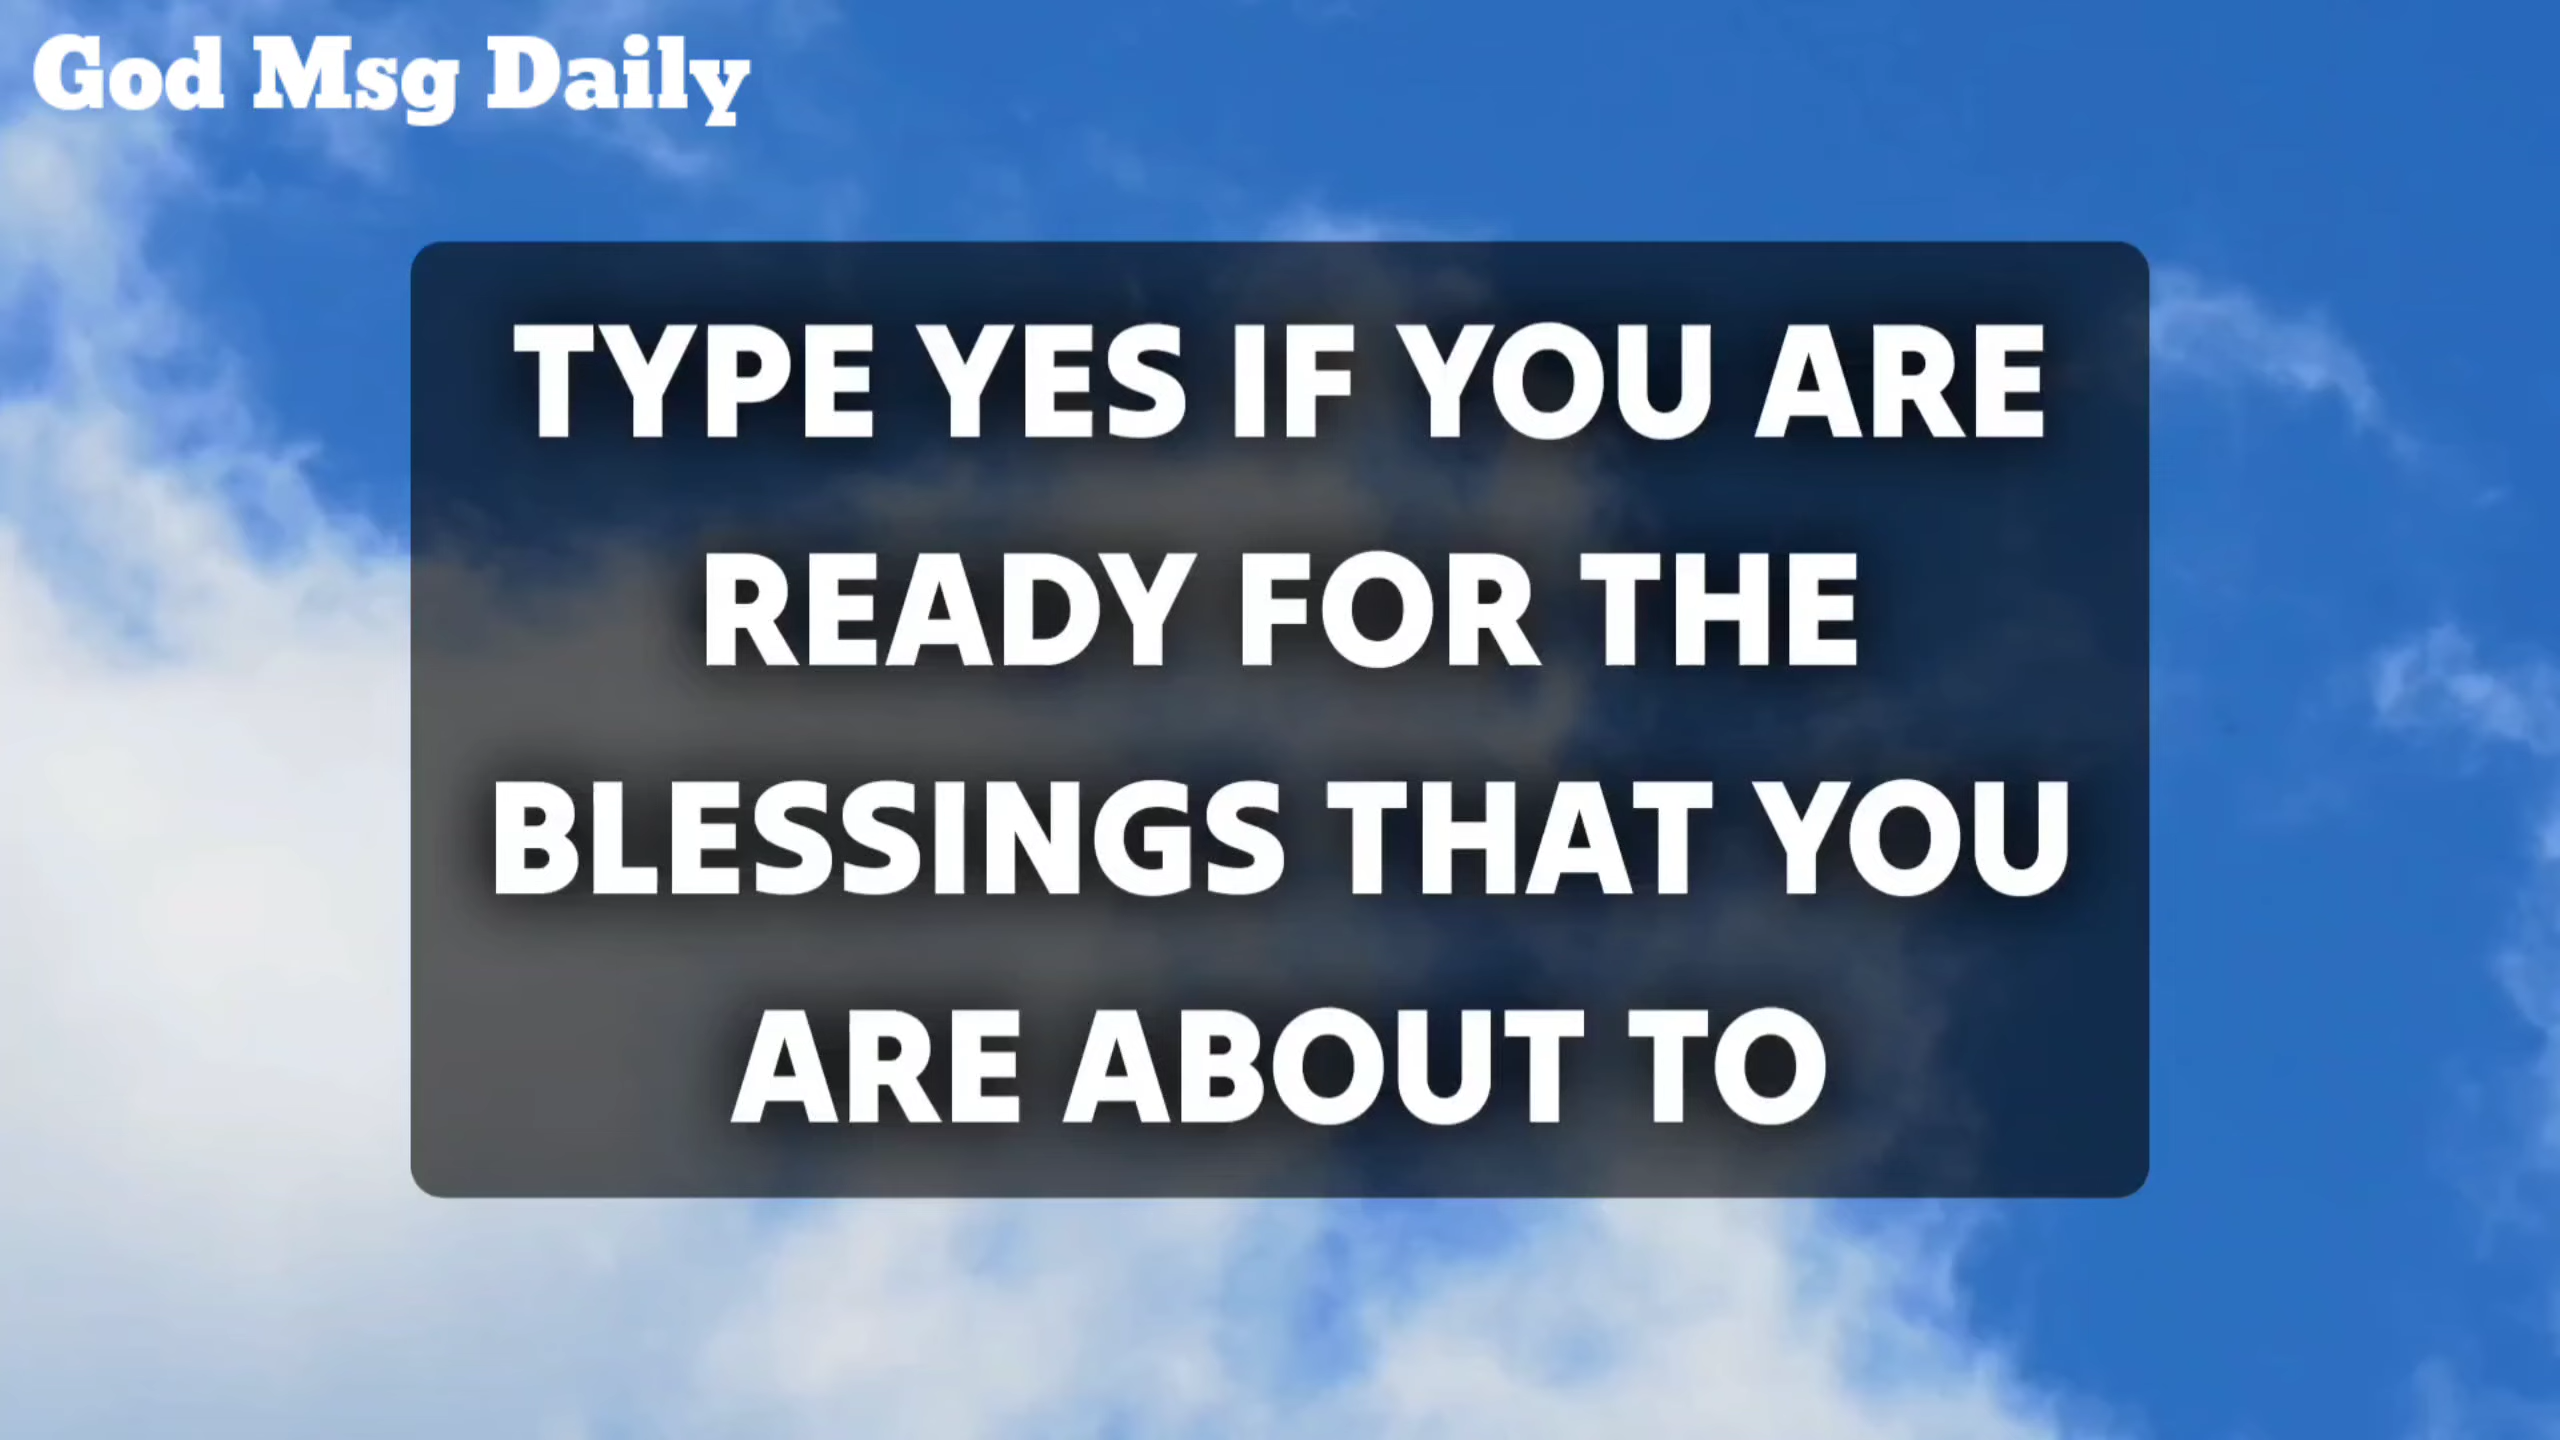 God Msg Daily
TYPE YES IF YOU ARE
READY FOR THE
BLESSINGS THAT YOU
ARE ABOUT TO